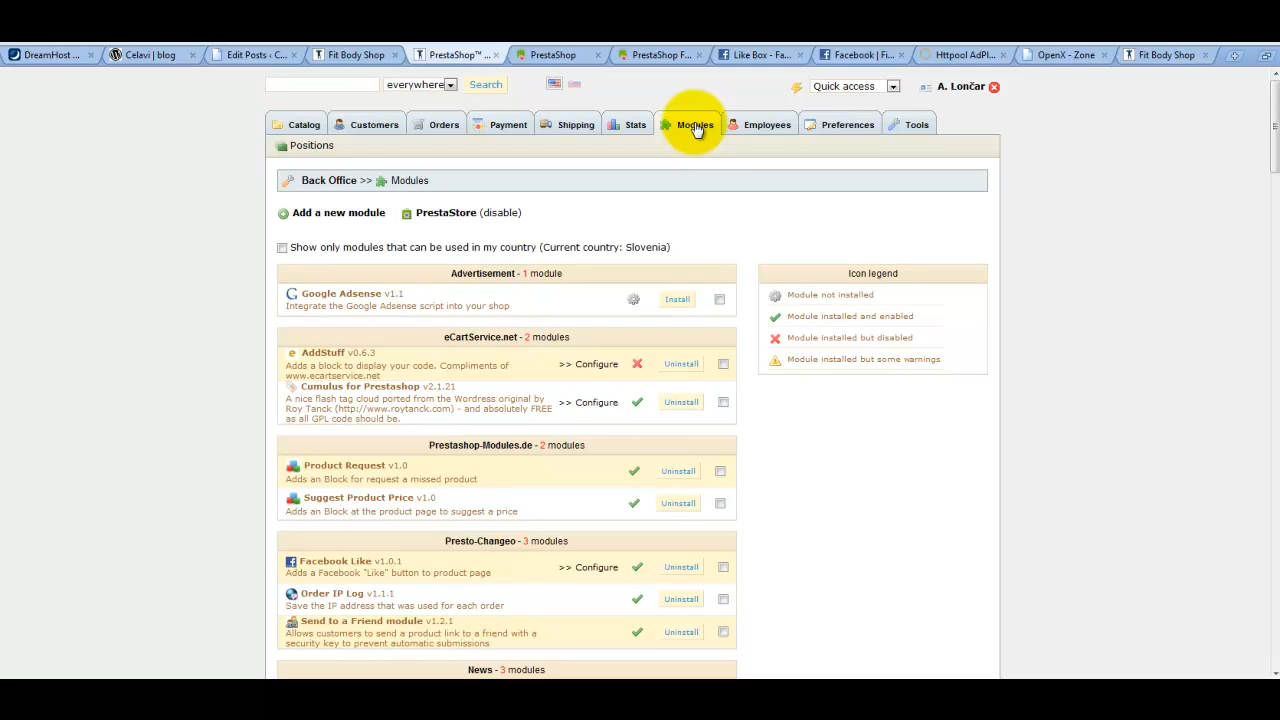 DreamHost ...
Celavi | blog
Edit Posts ‹ C...
Fit Body Shop
PrestaShop™ ...
PrestaShop
PrestaShop F...
Like Box - Fa...
Facebook | Fi...
Httpool AdPl...
OpenX - Zone
Fit Body Shop
everywhere Search Quick access A. Lončar
Catalog Customers Orders Payment Shipping Stats Modules Employees Preferences Tools
Positions
Back Office >> Modules
Add a new module PrestaStore (disable)
Show only modules that can be used in my country (Current country: Slovenia)
Advertisement - 1 module
Google Adsense v1.1
Integrate the Google Adsense script into your shop
Install
eCartService.net - 2 modules
AddStuff v0.6.3
Adds a block to display your code. Compliments of
www.ecartservice.net
>> Configure Uninstall
Cumulus for Prestashop v2.1.21
A nice flash tag cloud ported from the Wordress original by
Roy Tanck (http://www.roytanck.com) - and absolutely FREE
as all GPL code should be.
>> Configure Uninstall
Prestashop-Modules.de - 2 modules
Product Request v1.0
Adds an Block for request a missed product
Uninstall
Suggest Product Price v1.0
Adds an Block at the product page to suggest a price
Uninstall
Presto-Changeo - 3 modules
Facebook Like v1.0.1
Adds a Facebook "Like" button to product page
>> Configure Uninstall
Order IP Log v1.1.1
Save the IP address that was used for each order
Uninstall
Send to a Friend module v1.2.1
Allows customers to send a product link to a friend with a
security key to prevent automatic submissions
Uninstall
News - 3 modules
Icon legend
Module not installed
Module installed and enabled
Module installed but disabled
Module installed but some warnings